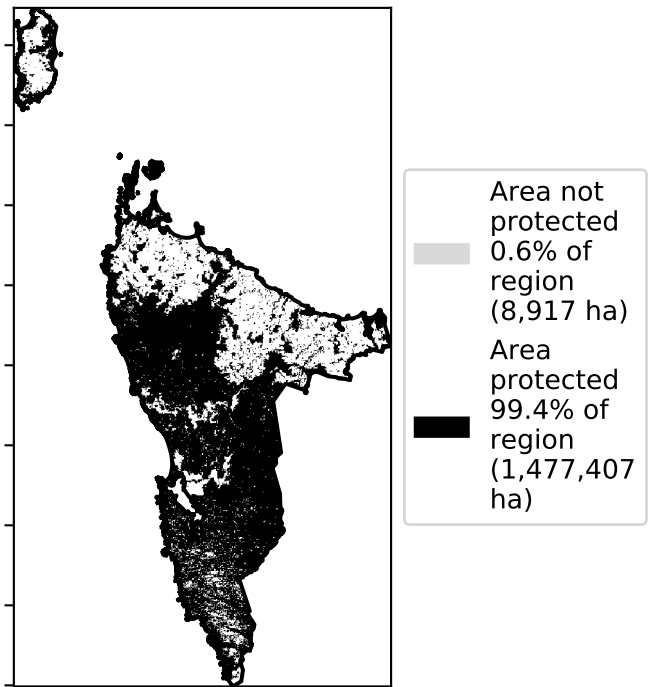 Area not
protected
0.6% of
region
(8,917 ha)
Area
protected
99.4% of
region
(1,477,407
ha)